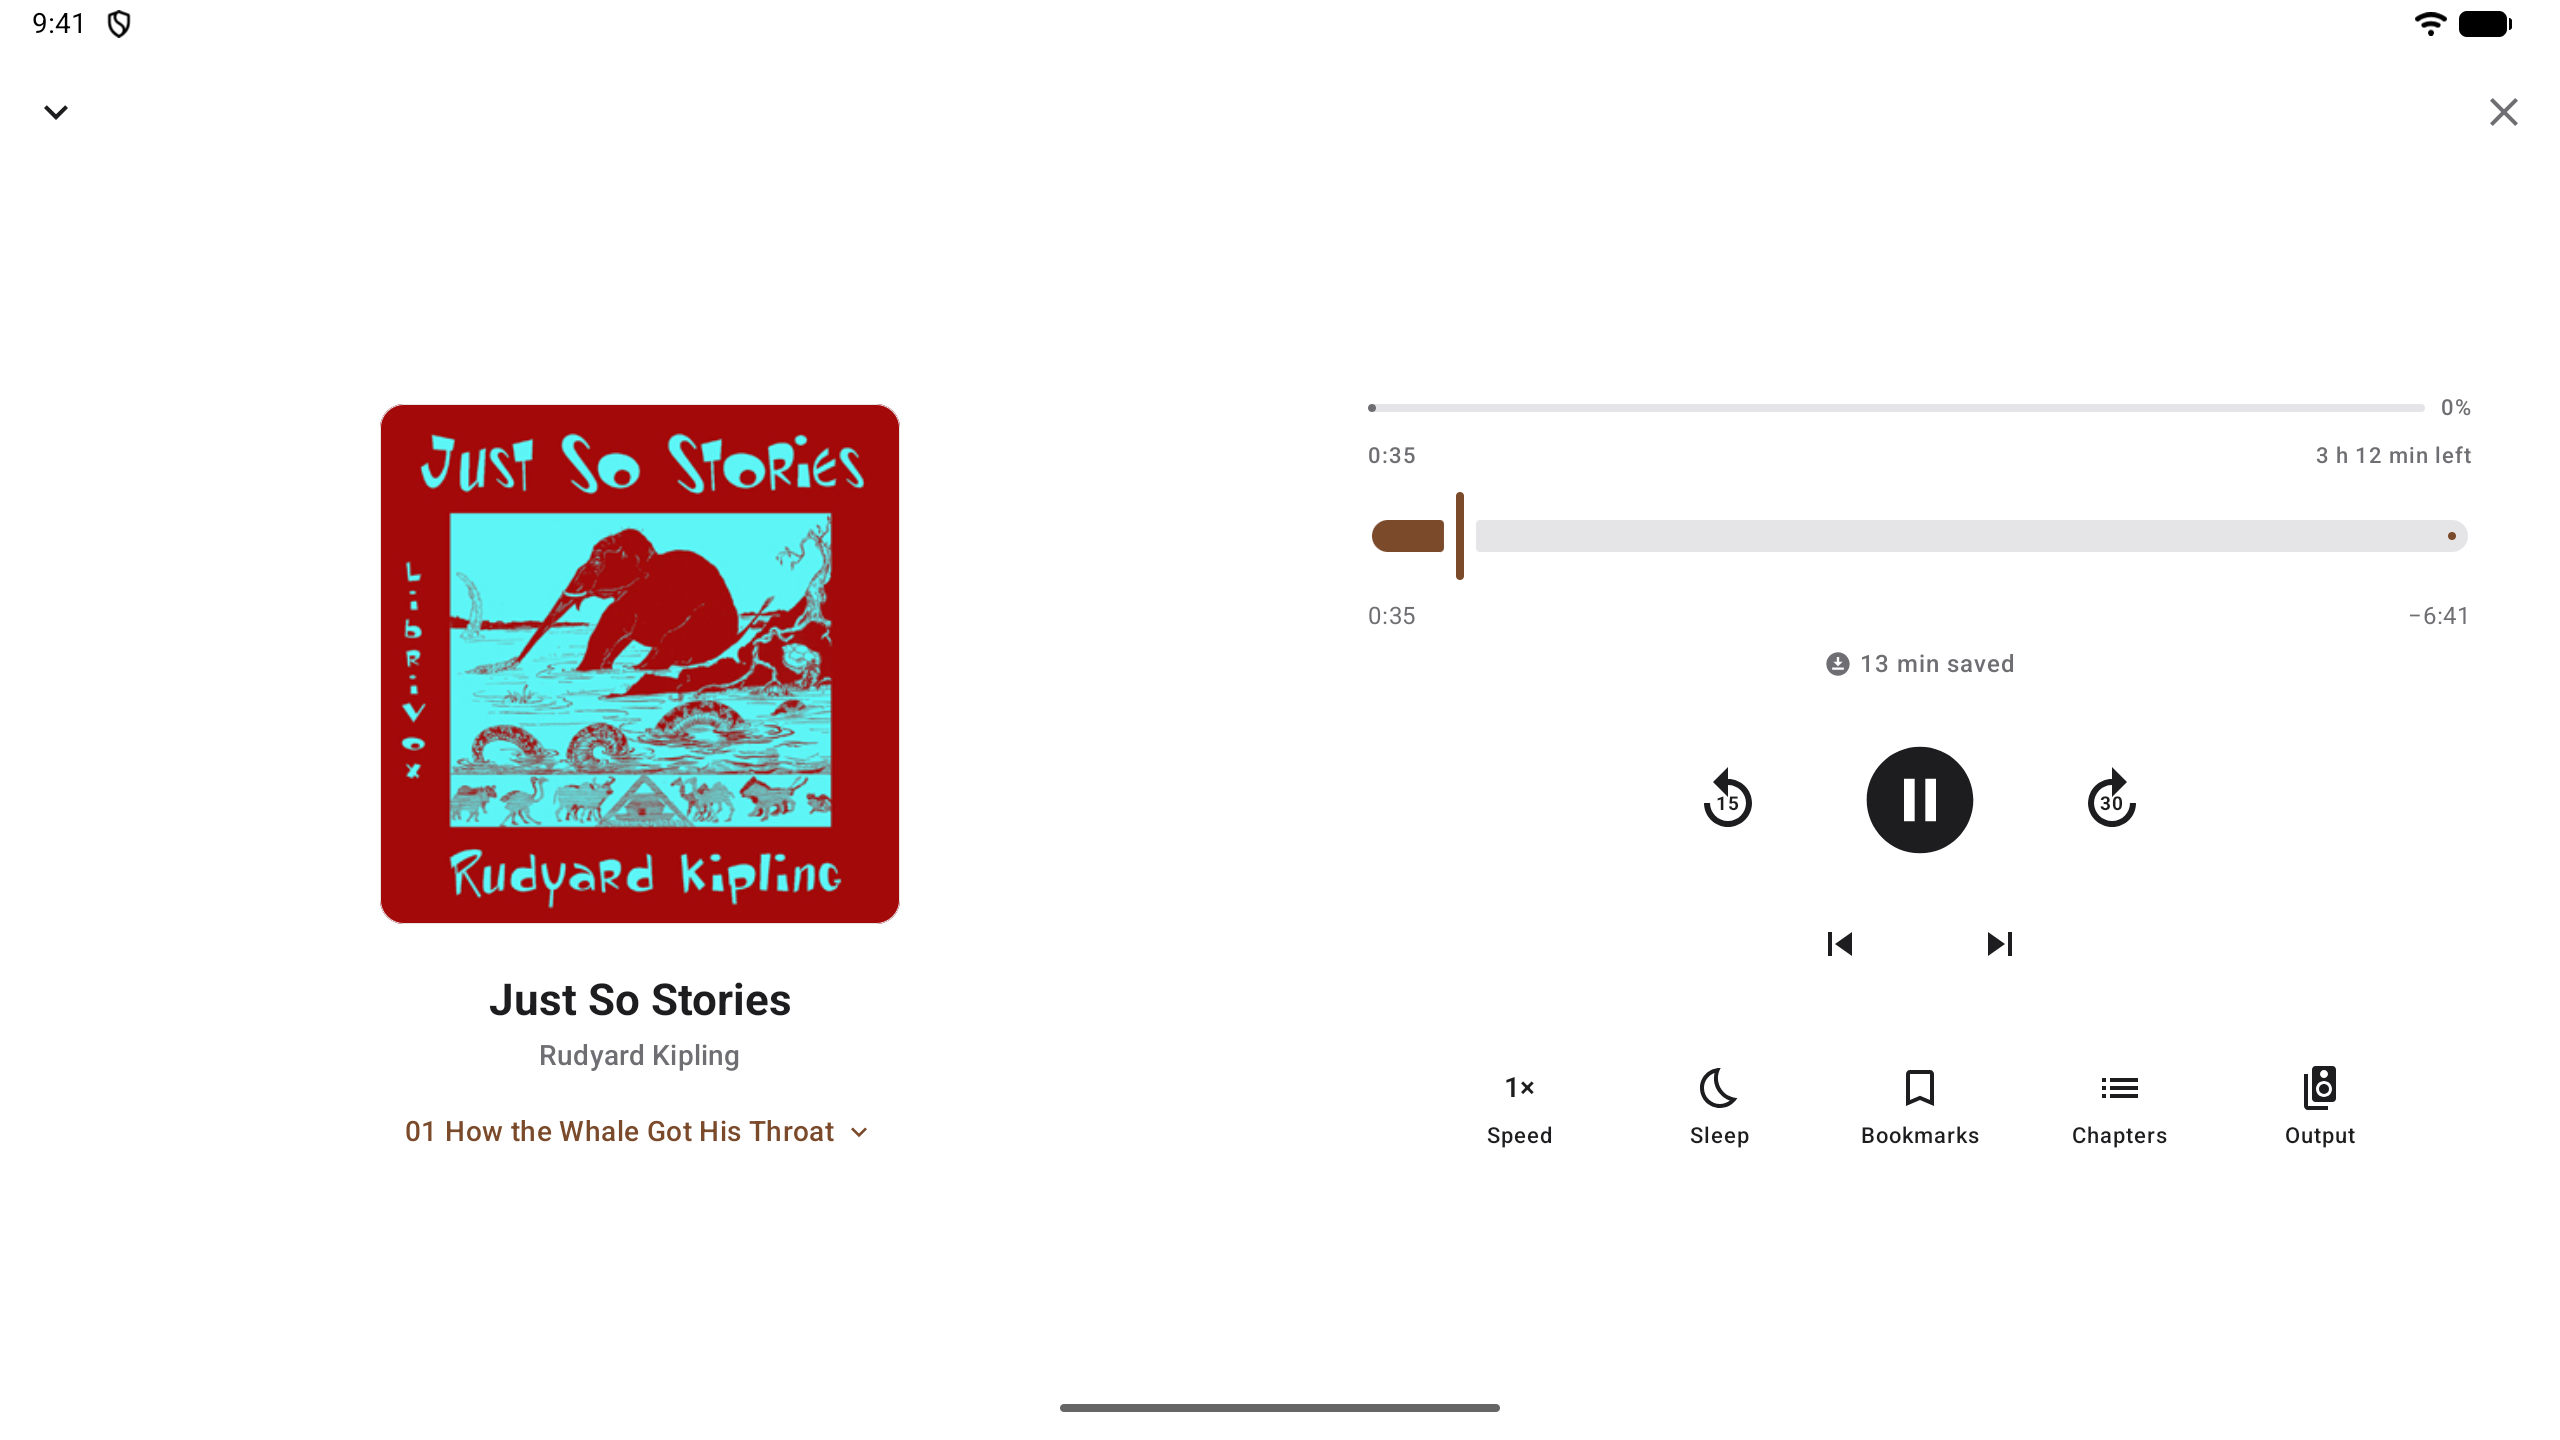 9:41
Just So Stories
LibriVox
Rudyard Kipling
Just So Stories
Rudyard Kipling
01 How the Whale Got His Throat
0%
0:35
3 h 12 min left
0:35
−6:41
13 min saved
15
30
1×
Speed
Sleep
Bookmarks
Chapters
Output